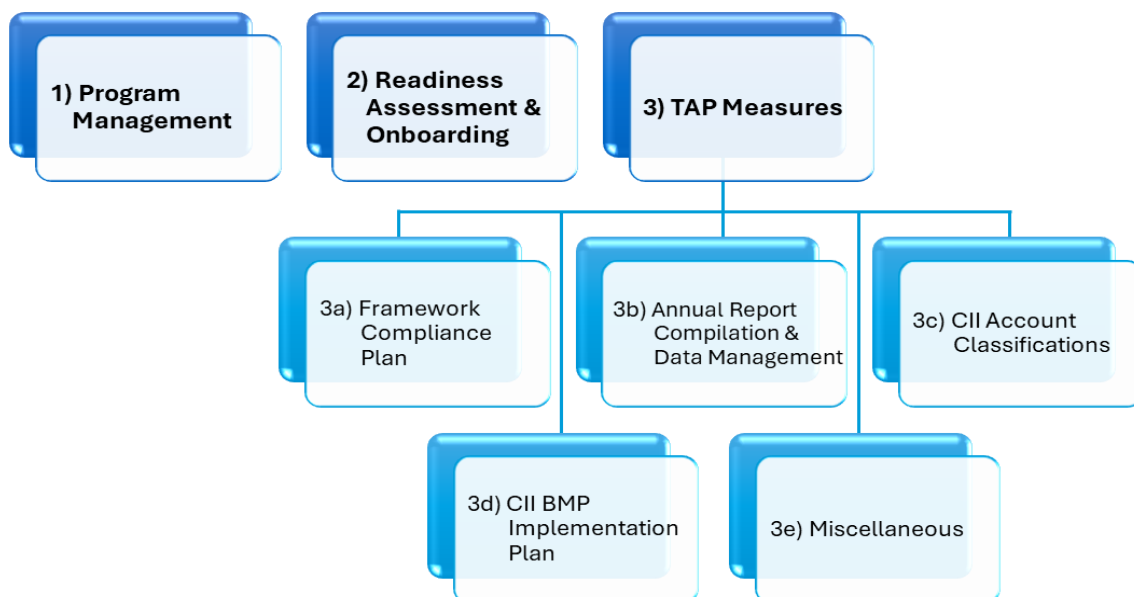 1) Program
Management
2) Readiness
Assessment &
Onboarding
3) TAP Measures
3a) Framework
Compliance
Plan
3b) Annual Report
Compilation &
Data Management
3c) CII Account
Classifications
3d) CII BMP
Implementation
Plan
3e) Miscellaneous